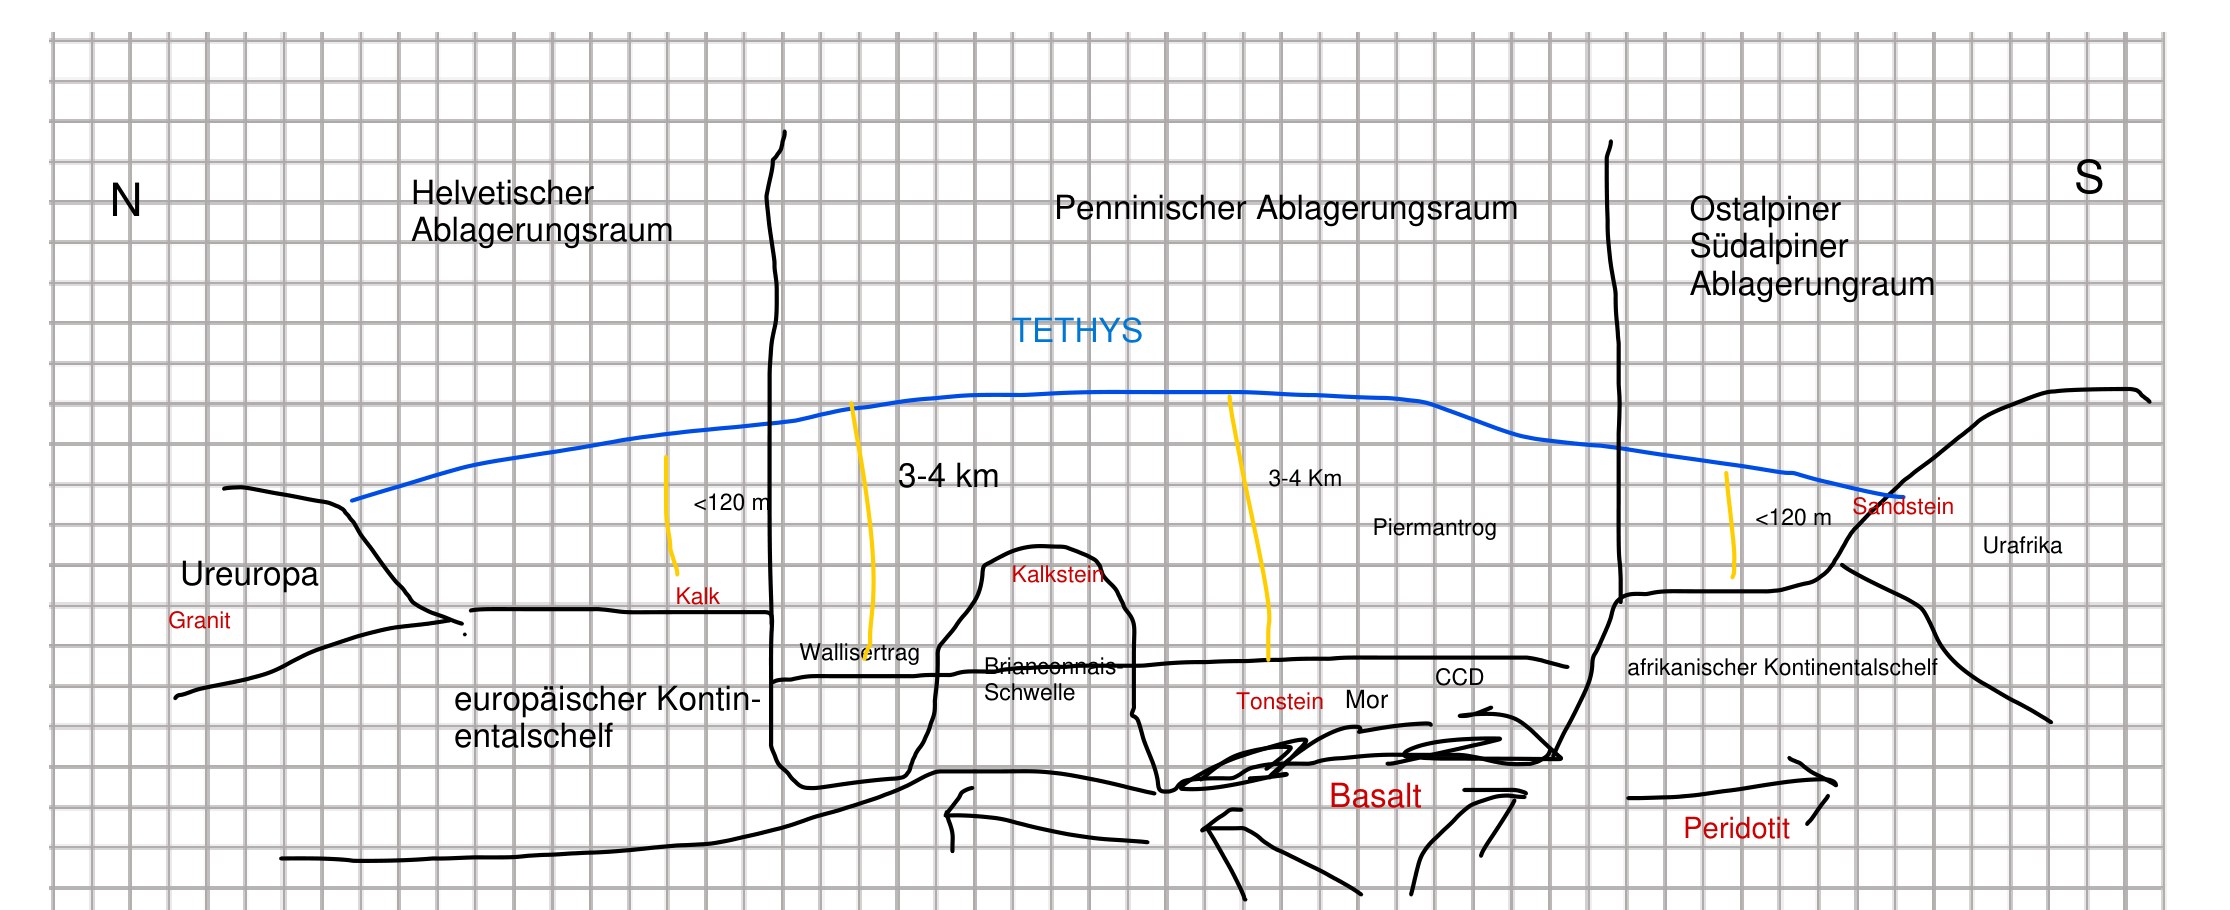 N
Helvetischer
Ablagerungsraum
Penninischer Ablagerungsraum
Ostalpiner
Südalpiner
Ablagerungraum
S
TETHYS
<120 m
3-4 km
3-4 Km
Piermantrog
<120 m
Sandstein
Urafrika
Ureuropa
Granit
Kalk
Kalkstein
Wallisertrag
Brianconnais-
Schwelle
europäischer Kontin-
entalschelf
Tonstein
Mor
CCD
afrikanischer Kontinentalschelf
Basalt
Peridotit